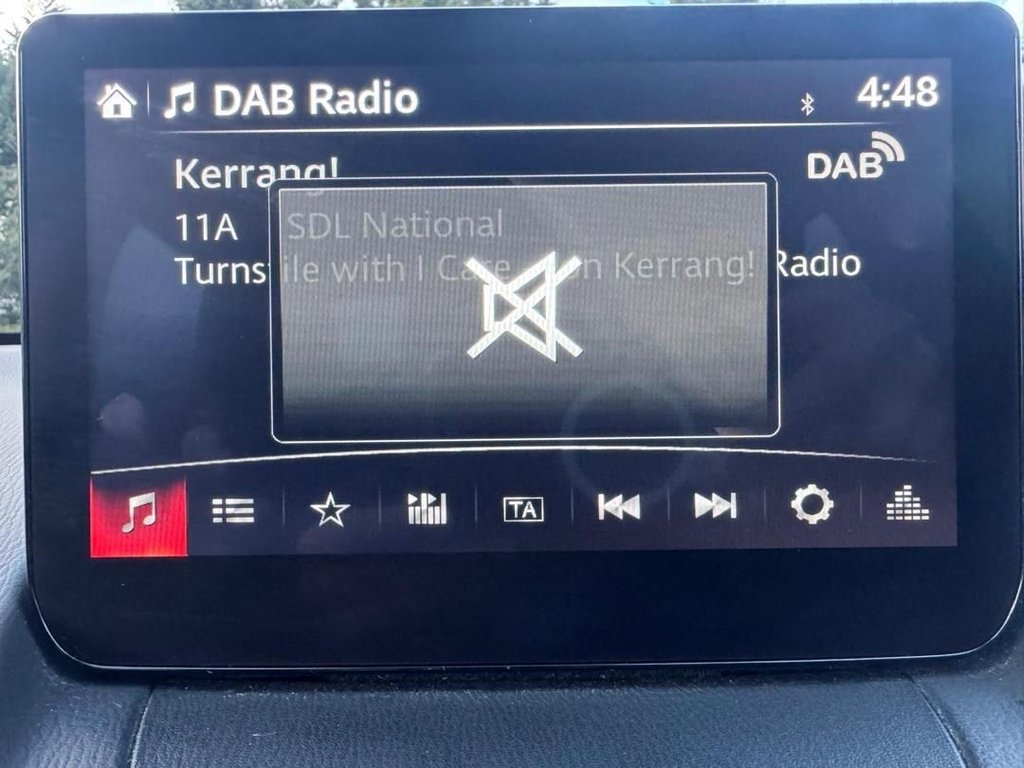 DAB Radio
4:48
Kerrang!
DAB
11A SDL National
Turnstile with I Care on Kerrang! Radio
TA